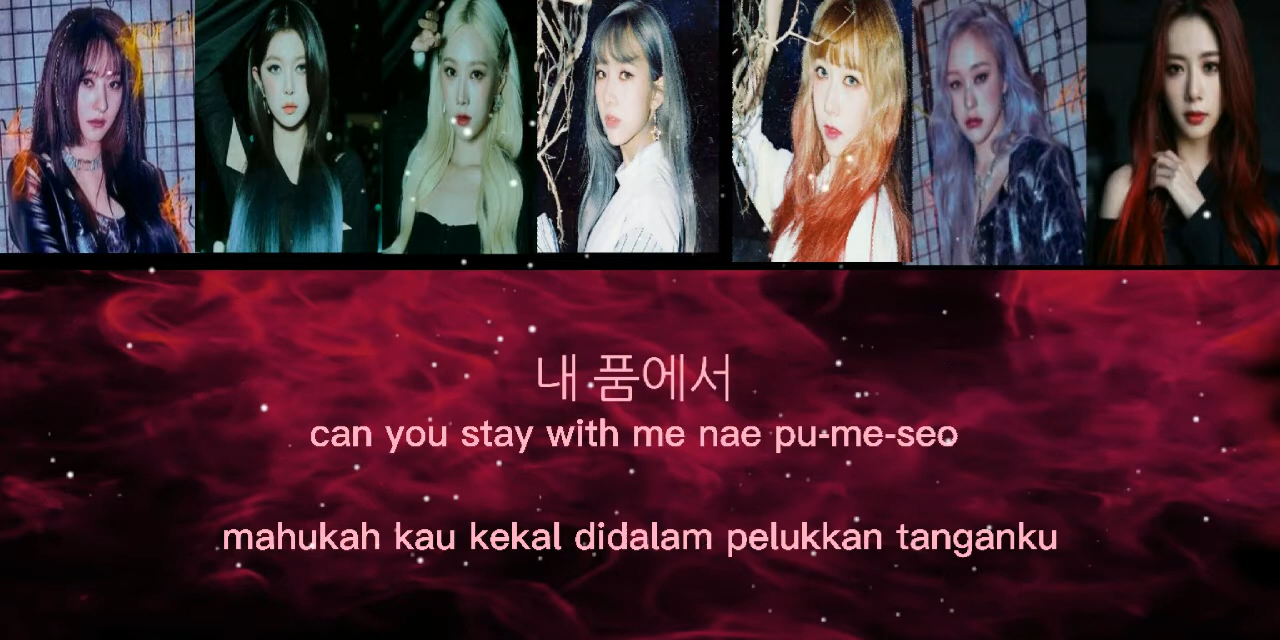 내 품에서
can you stay with me nae pu-me-seo
mahukah kau kekal didalam pelukkan tanganku